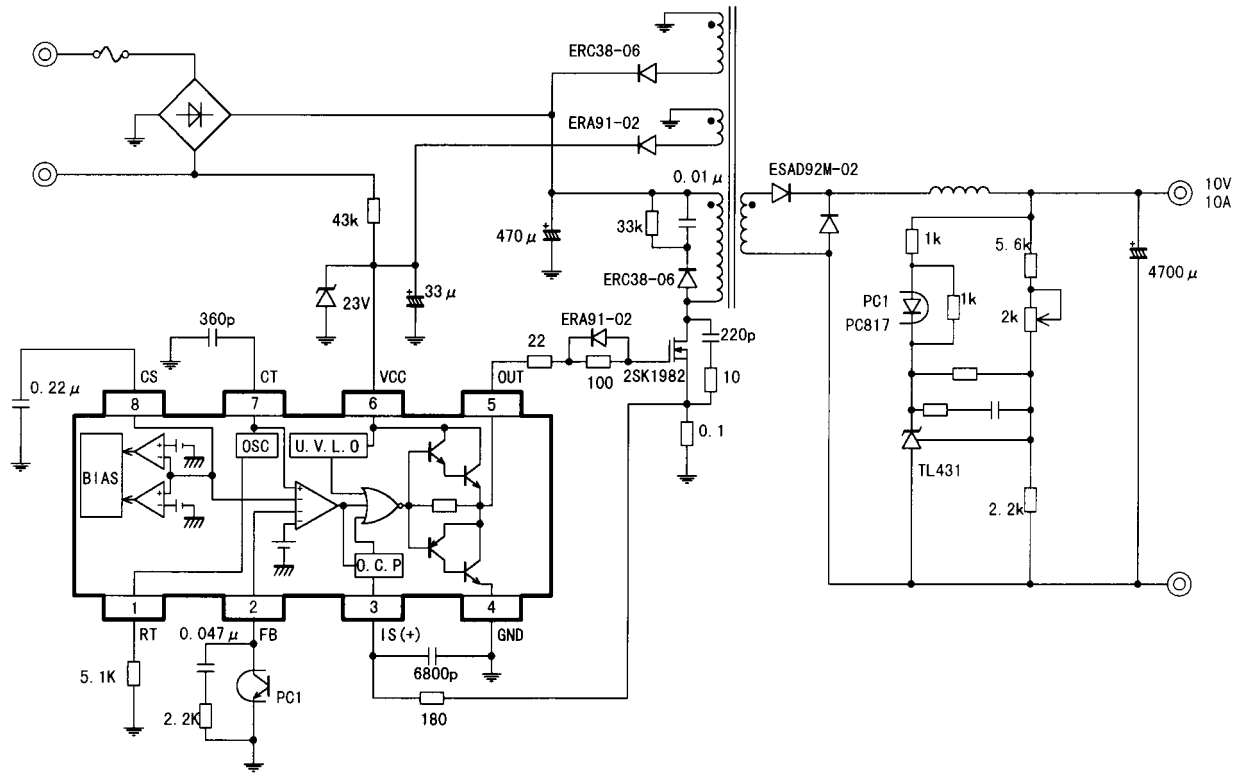 ERC38-06
ERA91-02
ESAD92M-02
0.01μ
10V
10A
43k
470μ
33k
1k
5.6k
ERC38-06
4700μ
23V
33μ
PC1
PC817
1k
2k
360p
ERA91-02
220p
22
100
2SK1982
10
0.22μ
CS
CT
VCC
OUT
8
7
6
5
0.1
OSC
U.V.L.O
BIAS
TL431
2.2k
O.C.P
1
2
3
4
RT
FB
IS(+)
GND
0.047μ
5.1K
6800p
PC1
2.2K
180